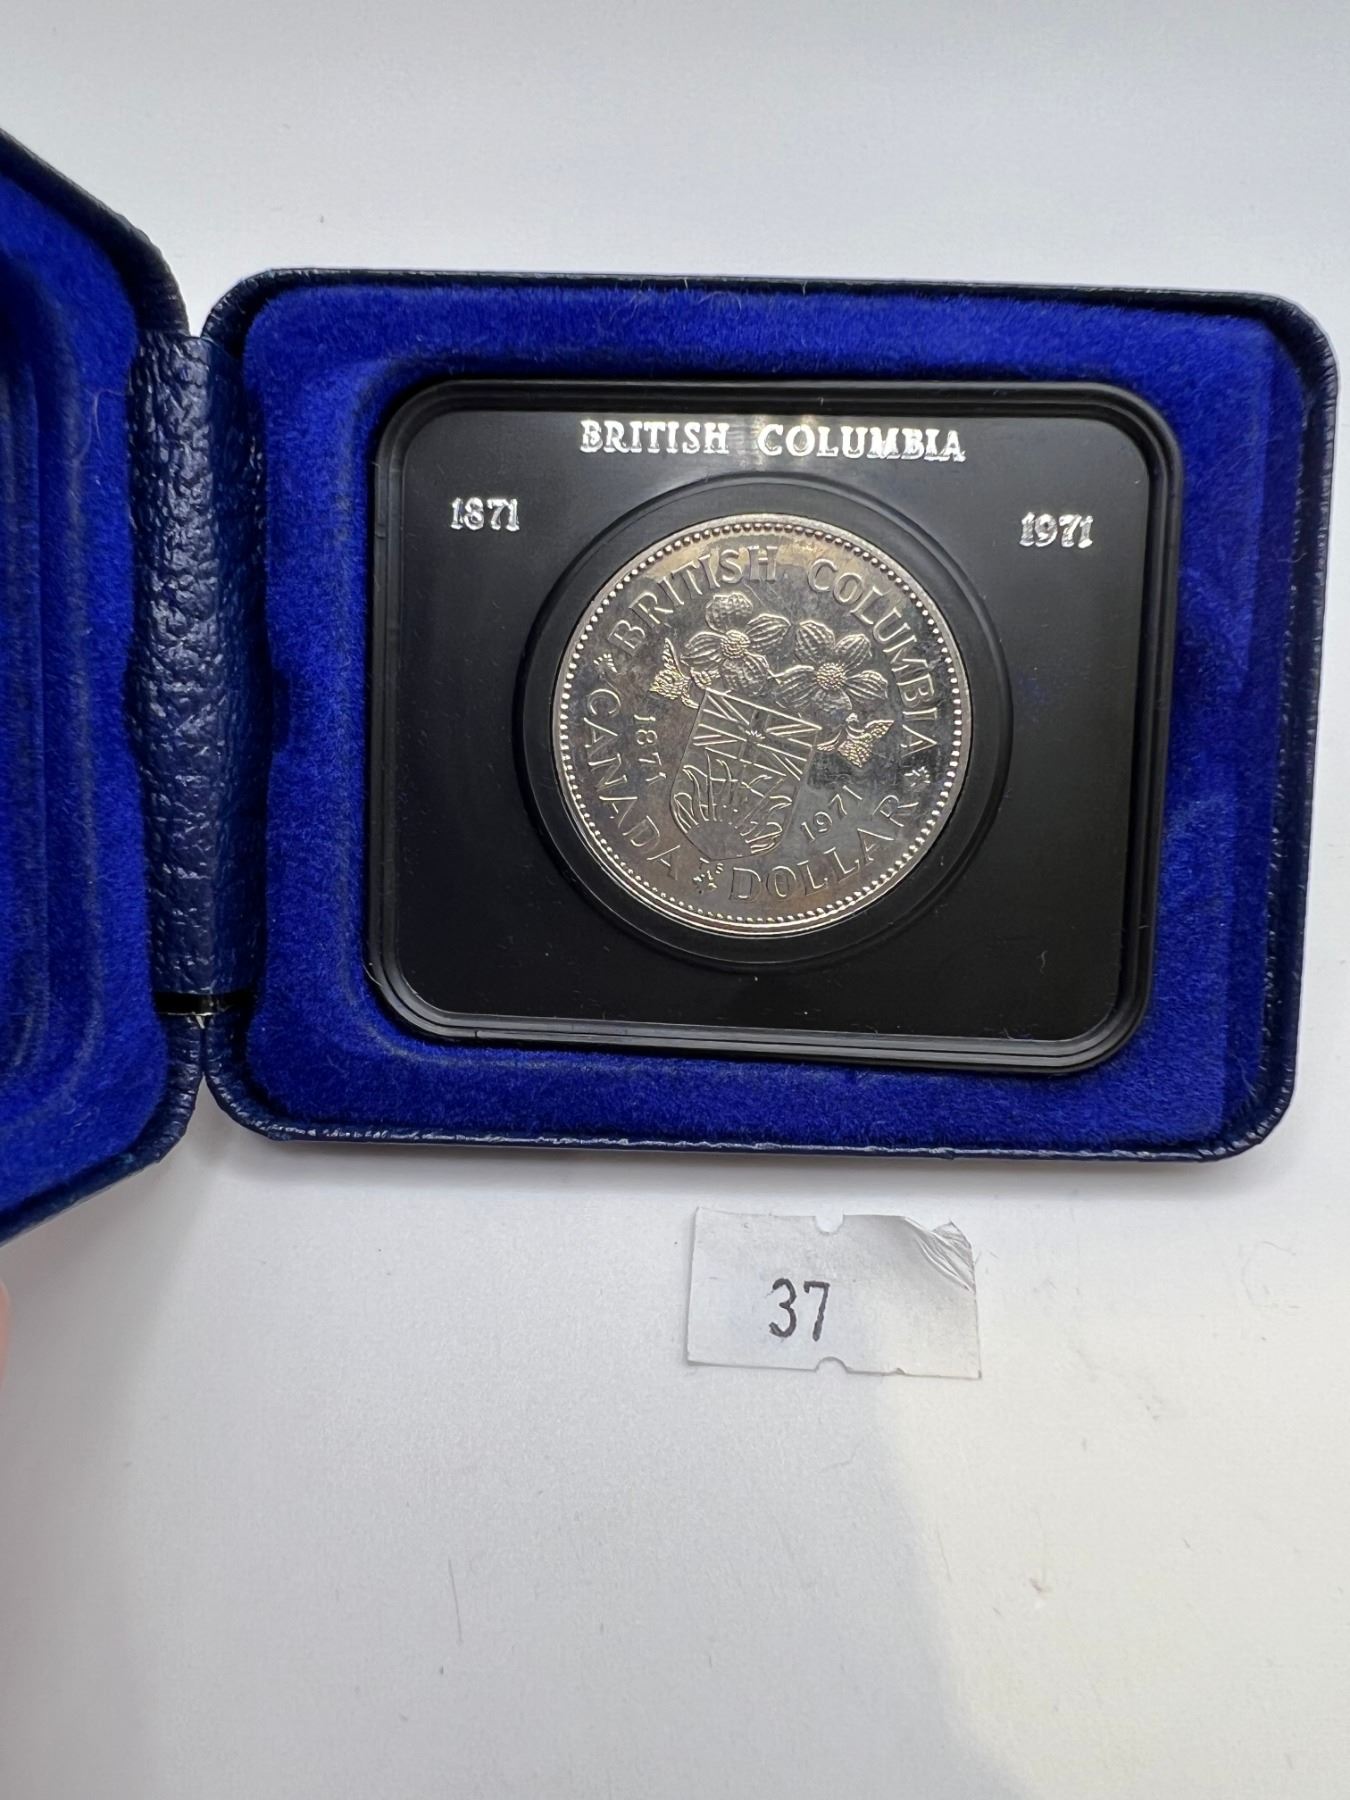 BRITISH COLUMBIA
1871 1971
BRITISH COLUMBIA
1871 1971
CANADA DOLLAR
37